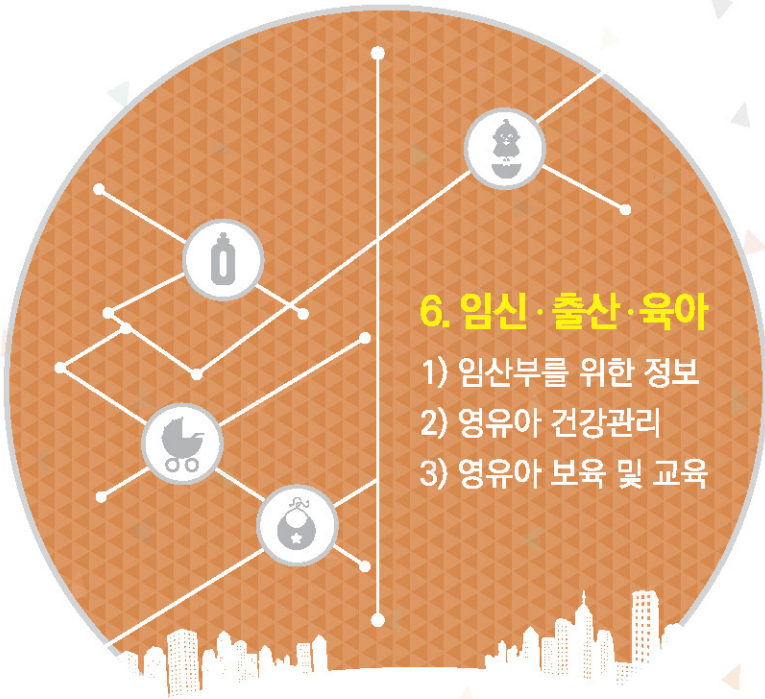 6. 임신·출산·육아
1) 임산부를 위한 정보
2) 영유아 건강관리
3) 영유아 보육 및 교육